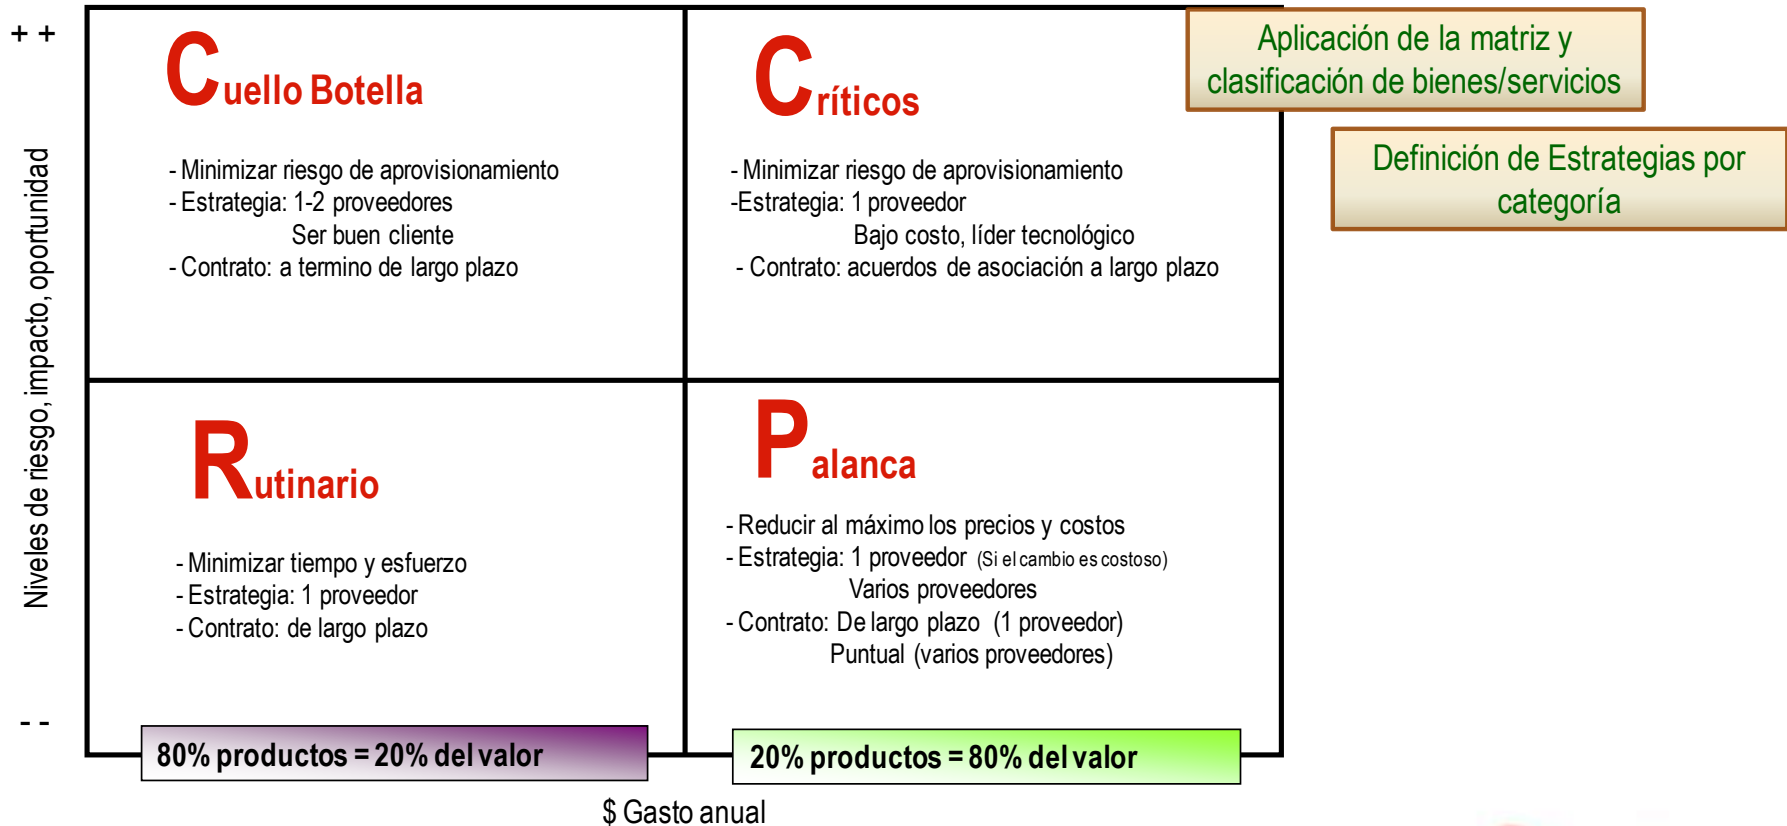 + +
Niveles de riesgo, impacto, oportunidad
- -
Cuello Botella
- Minimizar riesgo de aprovisionamiento
- Estrategia: 1-2 proveedores
Ser buen cliente
- Contrato: a termino de largo plazo
Críticos
- Minimizar riesgo de aprovisionamiento
-Estrategia: 1 proveedor
Bajo costo, líder tecnológico
- Contrato: acuerdos de asociación a largo plazo
Aplicación de la matriz y
clasificación de bienes/servicios
Definición de Estrategias por
categoría
Rutinario
- Minimizar tiempo y esfuerzo
- Estrategia: 1 proveedor
- Contrato: de largo plazo
Palanca
- Reducir al máximo los precios y costos
- Estrategia: 1 proveedor (Si el cambio es costoso)
Varios proveedores
- Contrato: De largo plazo (1 proveedor)
Puntual (varios proveedores)
80% productos = 20% del valor
20% productos = 80% del valor
$ Gasto anual